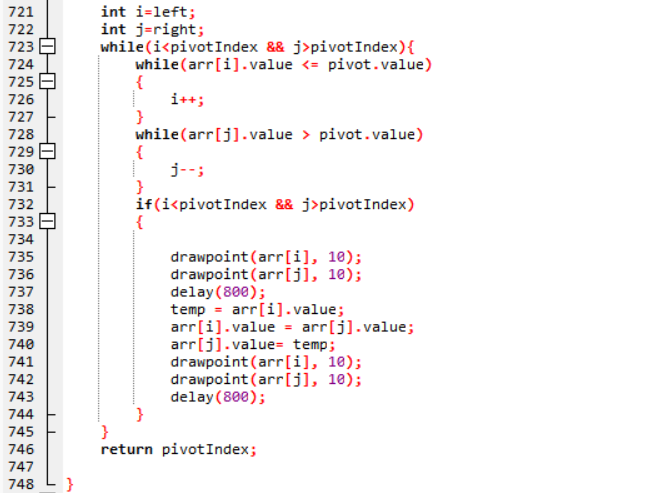 721 int i=left;
722 int j=right;
723 while(i<pivotIndex && j>pivotIndex){
724 while(arr[i].value <= pivot.value)
725 {
726 i++;
727 }
728 while(arr[j].value > pivot.value)
729 {
730 j--;
731 }
732 if(i<pivotIndex && j>pivotIndex)
733 {
734
735 drawpoint(arr[i], 10);
736 drawpoint(arr[j], 10);
737 delay(800);
738 temp = arr[i].value;
739 arr[i].value = arr[j].value;
740 arr[j].value= temp;
741 drawpoint(arr[i], 10);
742 drawpoint(arr[j], 10);
743 delay(800);
744 }
745 }
746 return pivotIndex;
747
748 }